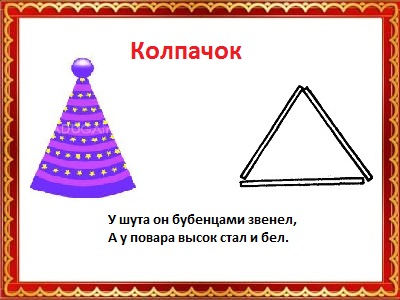 Колпачок
У шута он бубенцами звенел,
А у повара высок стал и бел.